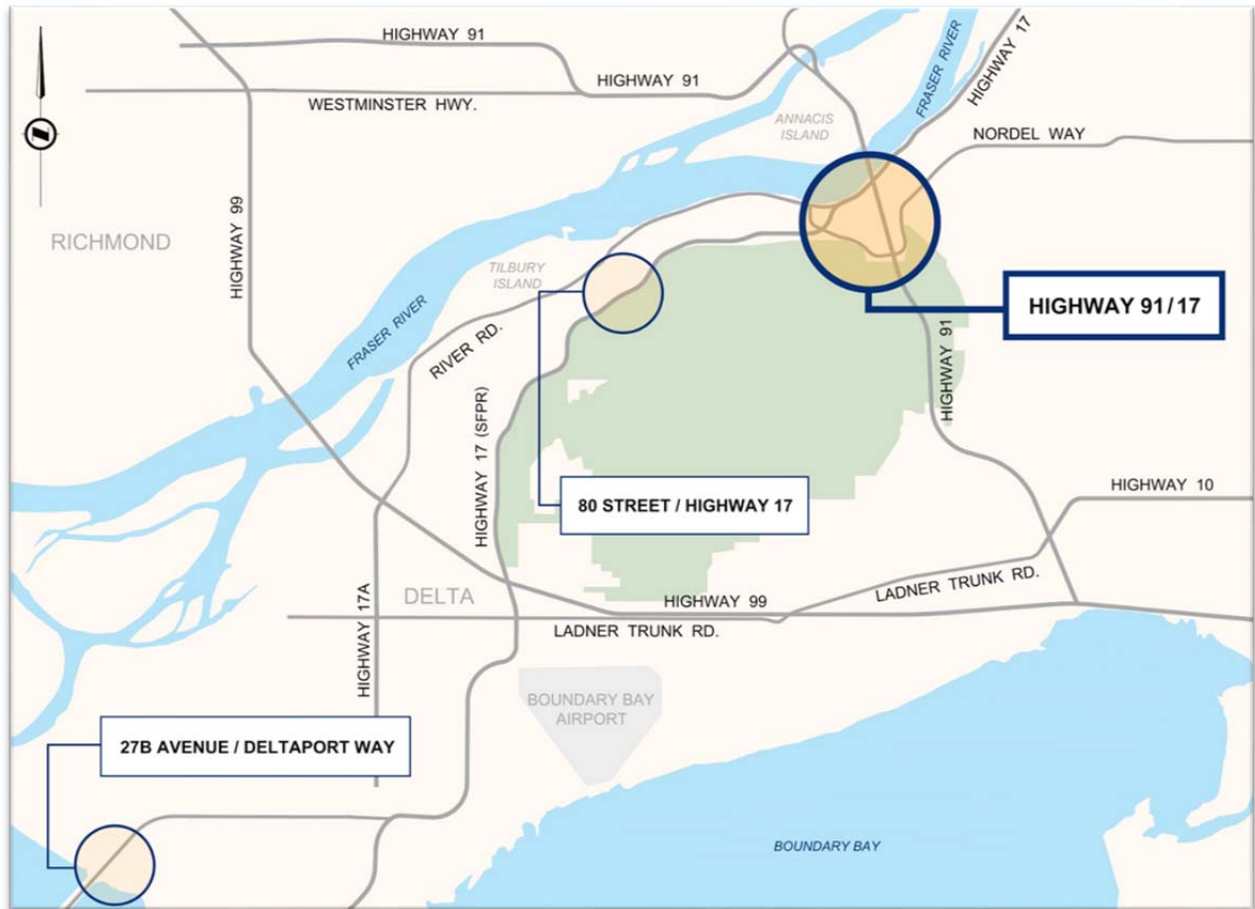 HIGHWAY 91
HIGHWAY 91
WESTMINSTER HWY.
ANNACIS
ISLAND
FRASER RIVER
HIGHWAY 17
NORDEL WAY
HIGHWAY 99
RICHMOND
TILBURY
ISLAND
FRASER RIVER
RIVER RD.
HIGHWAY 91/17
HIGHWAY 91
HIGHWAY 17 (SFPR)
80 STREET / HIGHWAY 17
HIGHWAY 10
HIGHWAY 17A
DELTA
HIGHWAY 99
LADNER TRUNK RD.
LADNER TRUNK RD.
BOUNDARY BAY
AIRPORT
27B AVENUE / DELTAPORT WAY
BOUNDARY BAY